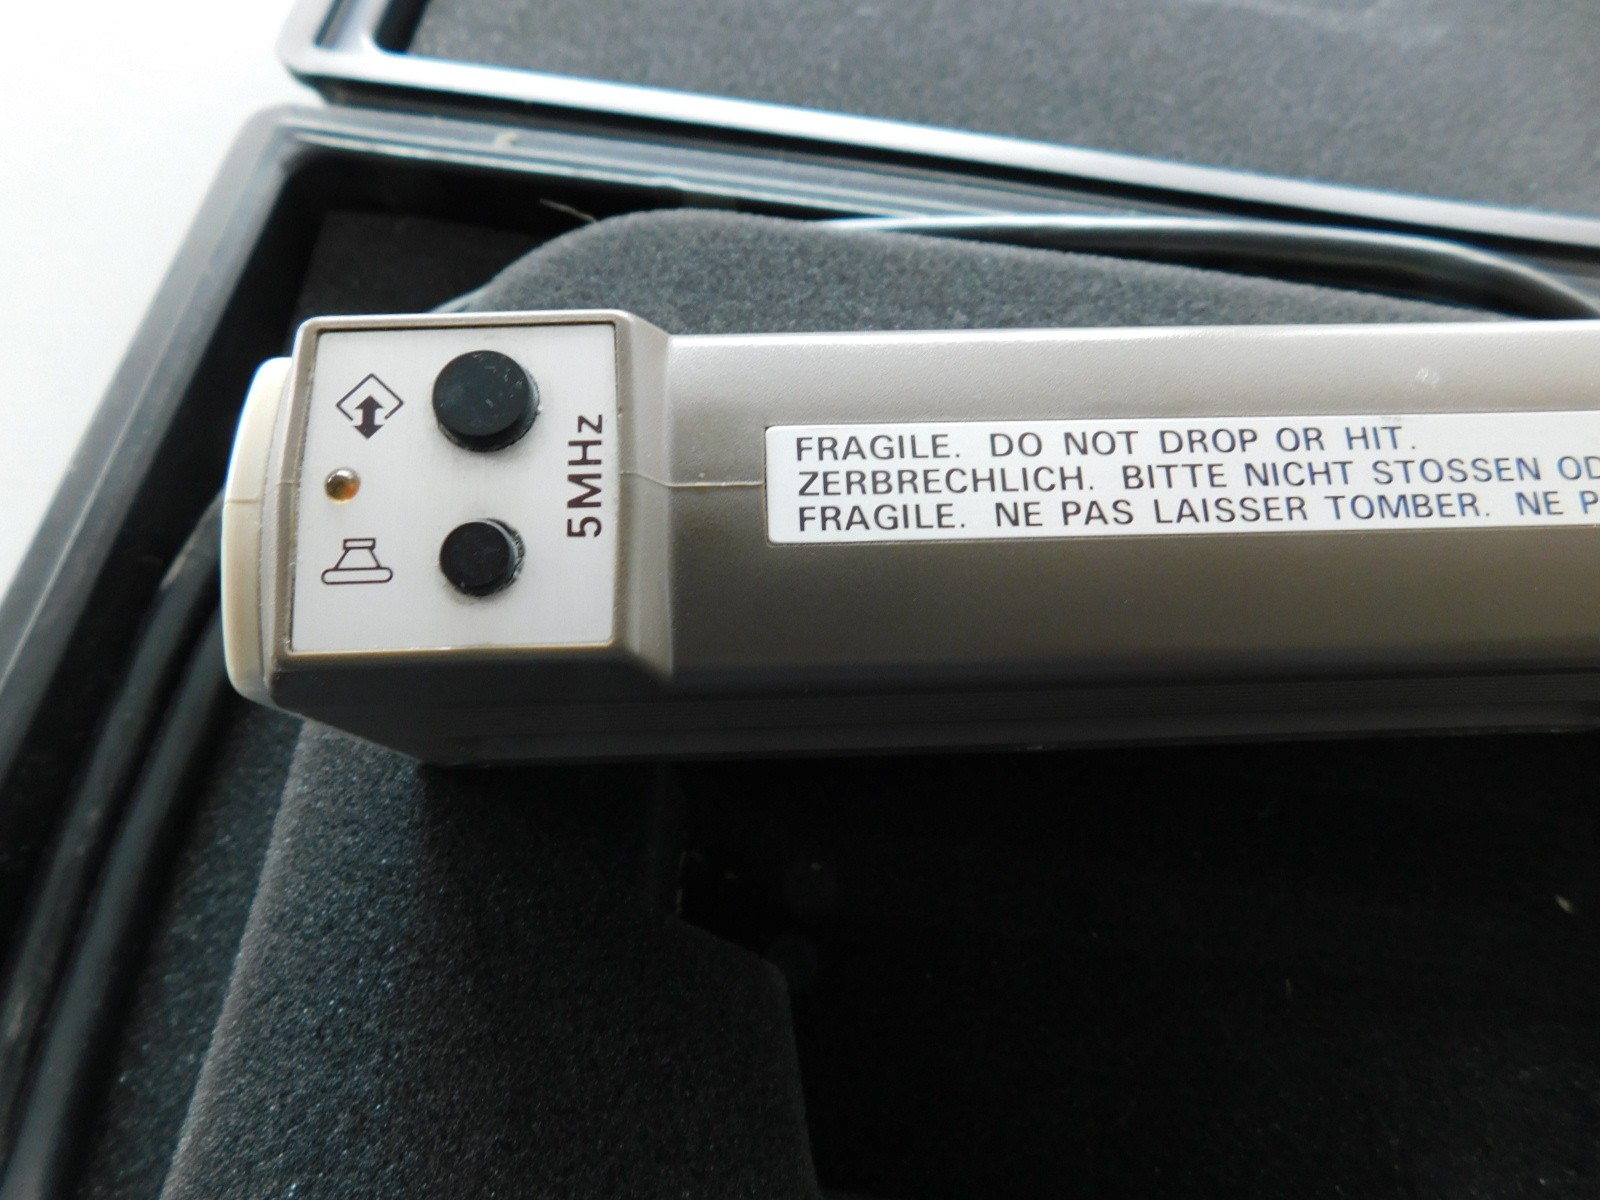 5MHz
FRAGILE. DO NOT DROP OR HIT.
ZERBRECHLICH. BITTE NICHT STOSSEN
FRAGILE. NE PAS LAISSER TOMBER. NE